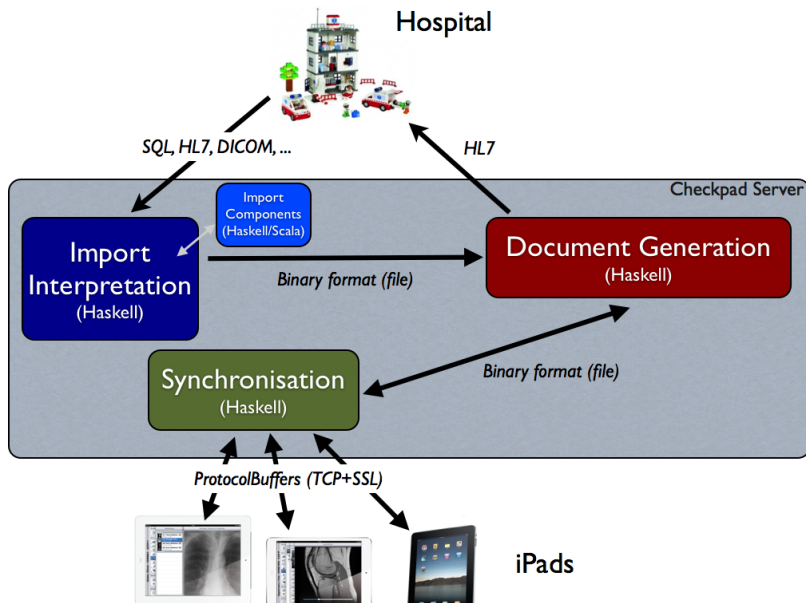 Hospital
SQL, HL7, DICOM, ...
HL7
Checkpad Server
Import
Components
(Haskell/Scala)
Import
Interpretation
(Haskell)
Document Generation
(Haskell)
Binary format (file)
Synchronisation
(Haskell)
Binary format (file)
ProtocolBuffers (TCP+SSL)
iPads